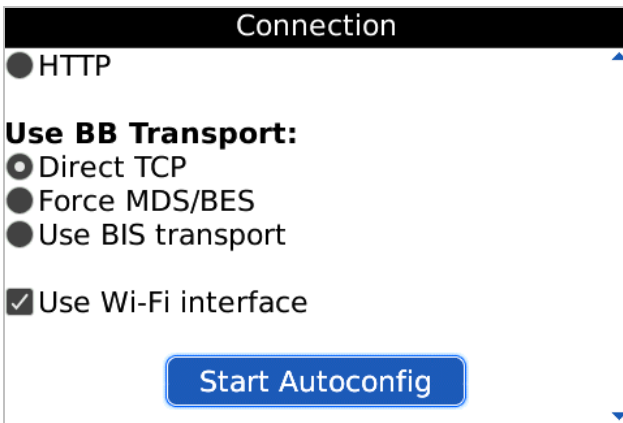 Connection
HTTP
Use BB Transport:
Direct TCP
Force MDS/BES
Use BIS transport
Use Wi-Fi interface
Start Autoconfig